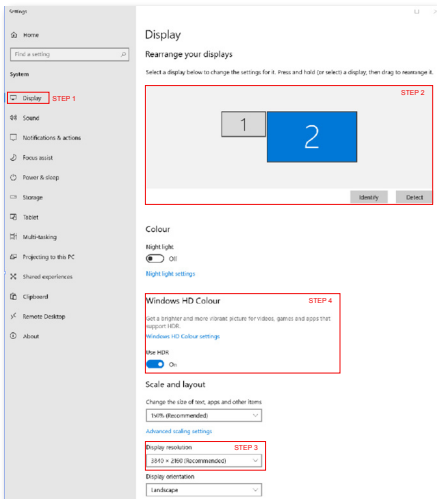 Settings
Home
Find a setting
System
Display STEP 1
Sound
Notifications & actions
Focus assist
Power & sleep
Storage
Tablet
Multi-tasking
Projecting to this PC
Shared experiences
Clipboard
Remote Desktop
About
Display
Rearrange your displays
Select a display below to change the settings for it. Press and hold (or select) a display, then drag to rearrange it.
STEP 2
1 2
Identify Detect
Colour
Night light
Off
Night light settings
Windows HD Colour STEP 4
Get a brighter and more vibrant picture for videos, games and apps that
support HDR.
Windows HD Colour settings
Use HDR
On
Scale and layout
Change the size of text, apps and other items
150% (Recommended)
Advanced scaling settings
Display resolution STEP 3
3840 × 2160 (Recommended)
Display orientation
Landscape